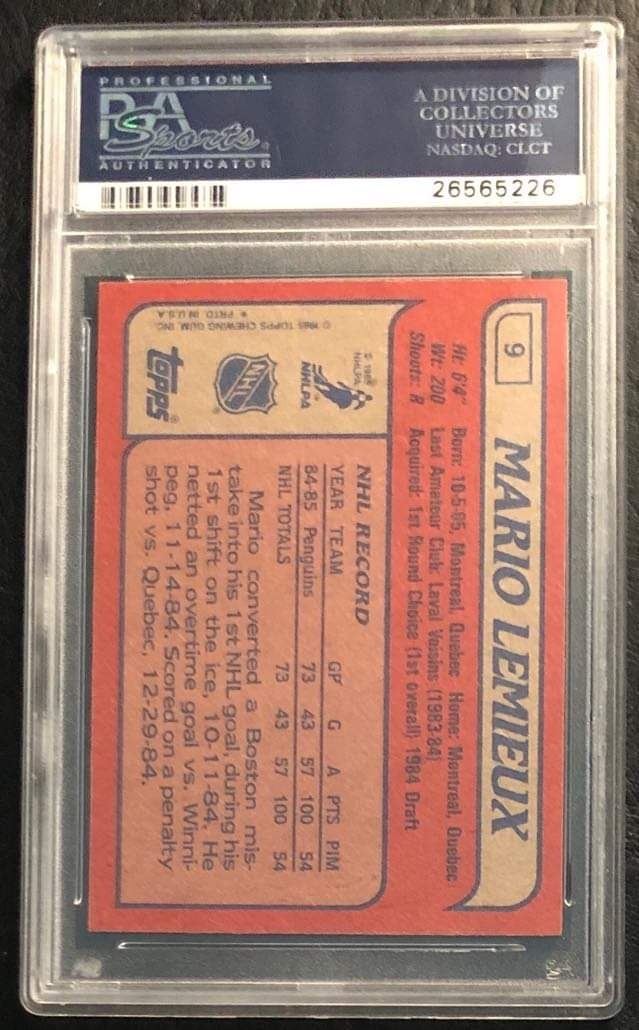 PROFESSIONAL
PSA
Sports
AUTHENTICATOR
A DIVISION OF
COLLECTORS
UNIVERSE
NASDAQ: CLCT
26565226
9
MARIO LEMIEUX
Ht: 6'4" Born: 10-5-65, Montreal, Quebec Home: Montreal, Quebec
Wt: 200 Last Amateur Club: Laval Voisins (1983-84)
Shoots: R Acquired: 1st Round Choice (1st overall) 1984 Draft
© 1985
NHLPA
NHLPA
NHL
topps
© 1985 TOPPS CHEWING GUM, INC.
* PRTD. IN U.S.A.
NHL RECORD
YEAR TEAM GP G A PTS PIM
84-85 Penguins 73 43 57 100 54
NHL TOTALS 73 43 57 100 54
Mario converted a Boston mis-
take into his 1st NHL goal, during his
1st shift on the ice, 10-11-84. He
netted an overtime goal vs. Winni-
peg, 11-14-84. Scored on a penalty
shot vs. Quebec, 12-29-84.